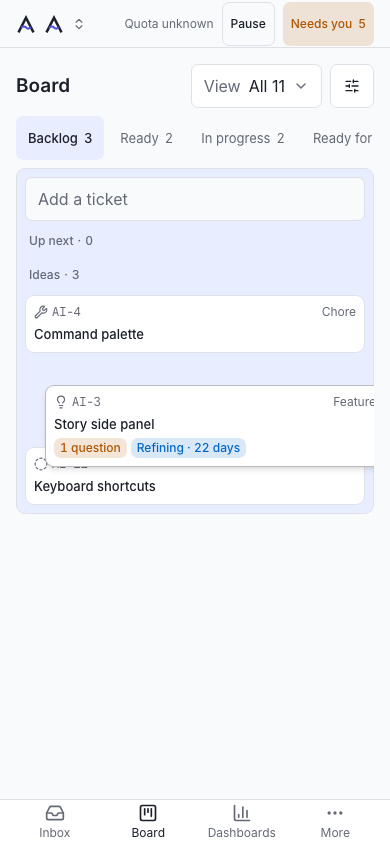 Quota unknown
Pause
Needs you 5
Board
View All 11
Backlog 3
Ready 2
In progress 2
Ready for
Add a ticket
Up next · 0
Ideas · 3
AI-4
Chore
Command palette
AI-3
Feature
Story side panel
1 question
Refining · 22 days
Keyboard shortcuts
Inbox
Board
Dashboards
More